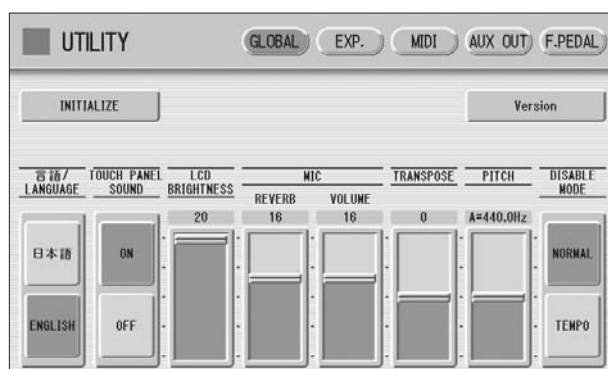 UTILITY GLOBAL EXP. MIDI AUX OUT F.PEDAL
INITIALIZE Version
言語/ TOUCH PANEL LCD MIC TRANSPOSE PITCH DISABLE
LANGUAGE SOUND BRIGHTNESS REVERB VOLUME MODE
20 16 16 0 A=440.0Hz
日本語 ON NORMAL
ENGLISH OFF TEMPO